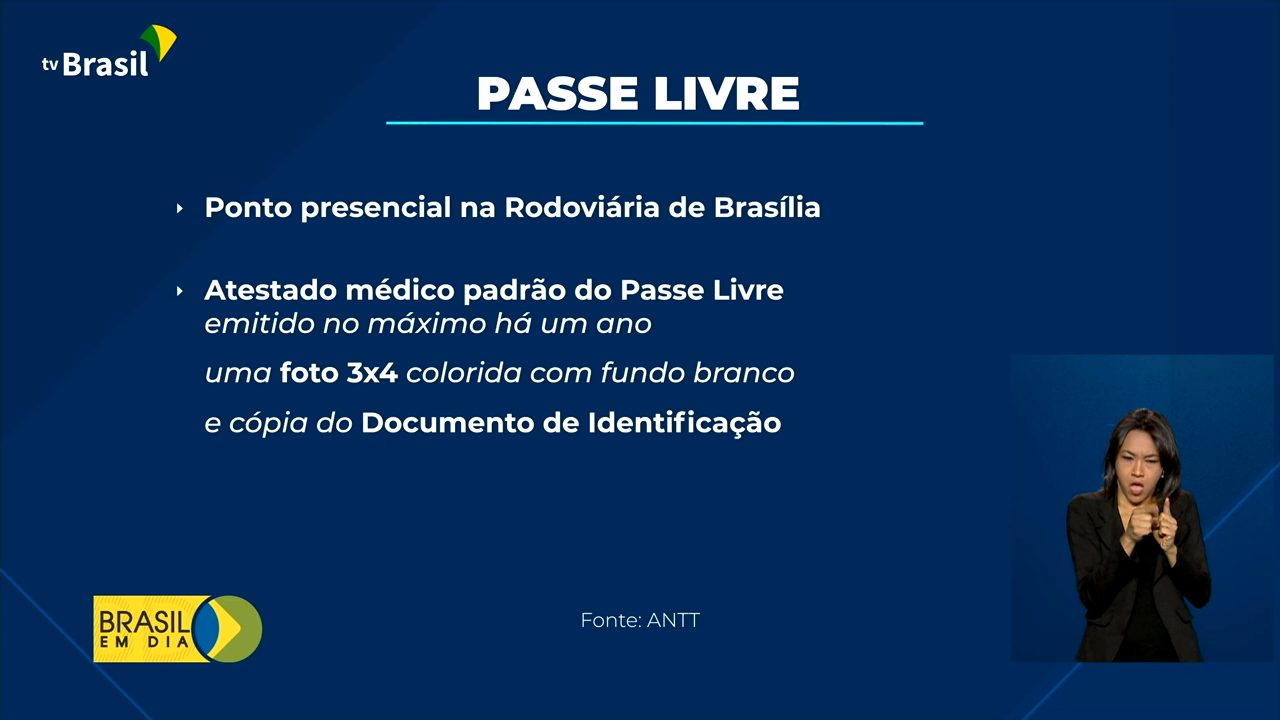 tv Brasil
PASSE LIVRE
Ponto presencial na Rodoviária de Brasília
Atestado médico padrão do Passe Livre
emitido no máximo há um ano
uma foto 3x4 colorida com fundo branco
e cópia do Documento de Identificação
Fonte: ANTT
BRASIL
EM DIA